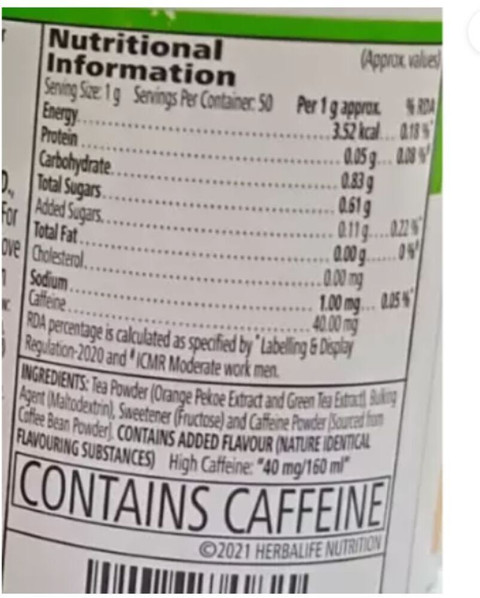 Nutritional
Information
(Approx. values)
Serving Size: 1 g Servings Per Container: 50 Per 1 g approx. % RDA
Energy.......... 3.52 kcal.... 0.18 %*
Protein.......... 0.05 g.... 0.08 %#
Carbohydrate.......... 0.83 g
Total Sugars.......... 0.61 g
Added Sugars.......... 0.11 g.... 0.22 %*
Total Fat.......... 0.00 g.... 0 %*
Cholesterol.......... 0.00 mg
Sodium.......... 1.00 mg.... 0.05 %*
Caffeine.......... 40.00 mg
RDA percentage is calculated as specified by *Labelling & Display
Regulation-2020 and #ICMR Moderate work men.
INGREDIENTS: Tea Powder (Orange Pekoe Extract and Green Tea Extract), Bulking
Agent (Maltodextrin), Sweetener (Fructose) and Caffeine Powder [Sourced from
Coffee Bean Powder]. CONTAINS ADDED FLAVOUR (NATURE IDENTICAL
FLAVOURING SUBSTANCES) High Caffeine: "40 mg/160 ml"
CONTAINS CAFFEINE
©2021 HERBALIFE NUTRITION